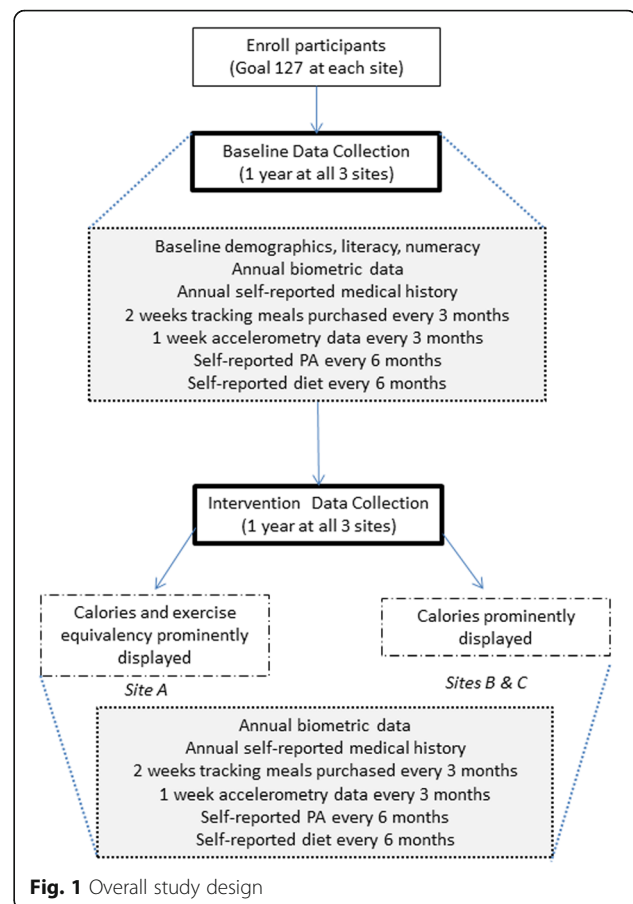 Enroll participants
(Goal 127 at each site)
Baseline Data Collection
(1 year at all 3 sites)
Baseline demographics, literacy, numeracy
Annual biometric data
Annual self-reported medical history
2 weeks tracking meals purchased every 3 months
1 week accelerometry data every 3 months
Self-reported PA every 6 months
Self-reported diet every 6 months
Intervention Data Collection
(1 year at all 3 sites)
Calories and exercise
equivalency prominently
displayed
Site A
Calories prominently
displayed
Sites B & C
Annual biometric data
Annual self-reported medical history
2 weeks tracking meals purchased every 3 months
1 week accelerometry data every 3 months
Self-reported PA every 6 months
Self-reported diet every 6 months
Fig. 1 Overall study design